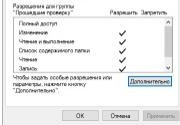 Разрешения для группы
"Прошедшие проверку" Разрешить Запретить
Полный доступ
Изменение
Чтение и выполнение
Список содержимого папки
Чтение
Запись
Чтобы задать особые разрешения или
параметры, нажмите кнопку
"Дополнительно".
Дополнительно
ОК Отмена Применить